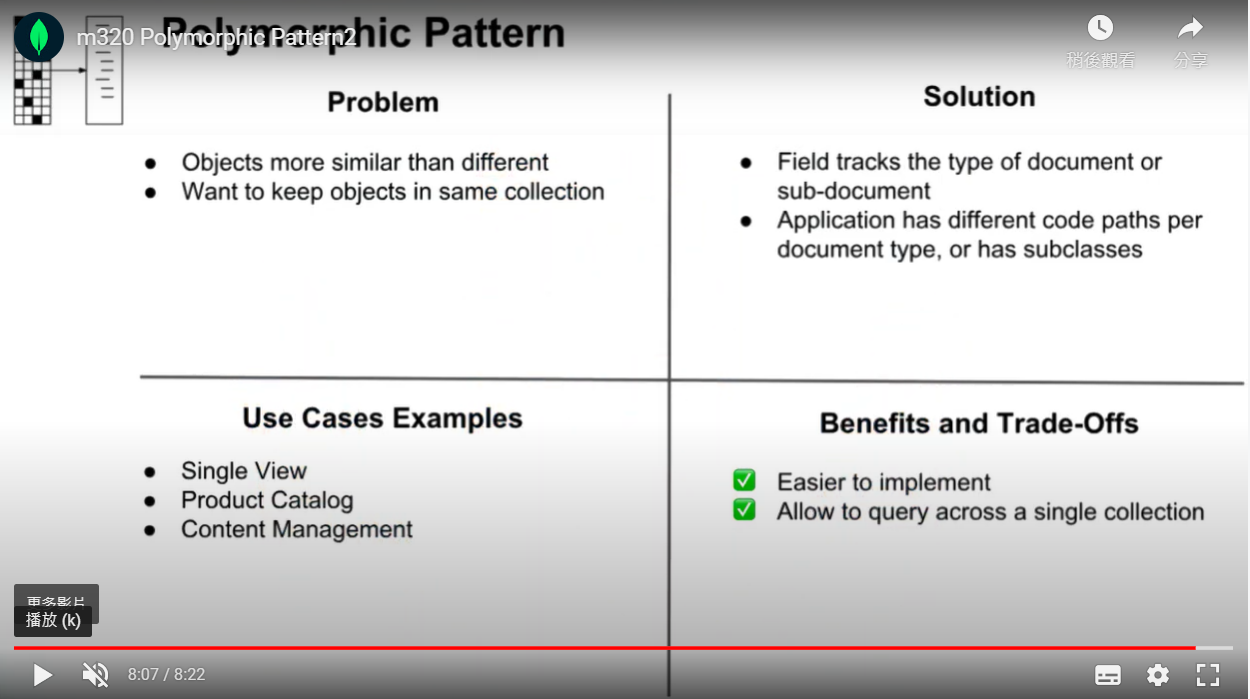 Polymorphic Pattern
m320 Polymorphic Pattern2
稍後觀看
分享
Problem
● Objects more similar than different
● Want to keep objects in same collection
Solution
● Field tracks the type of document or
sub-document
● Application has different code paths per
document type, or has subclasses
Use Cases Examples
● Single View
● Product Catalog
● Content Management
Benefits and Trade-Offs
✅ Easier to implement
✅ Allow to query across a single collection
更多影片
播放 (k)
8:07 / 8:22